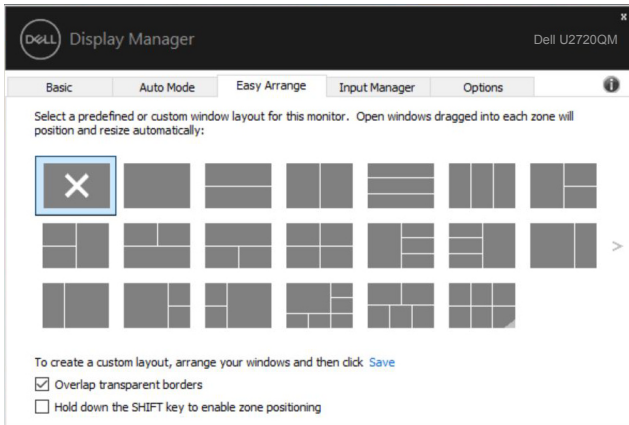 x
DELL Display Manager
Dell U2720QM
Basic Auto Mode Easy Arrange Input Manager Options
Select a predefined or custom window layout for this monitor. Open windows dragged into each zone will
position and resize automatically:
To create a custom layout, arrange your windows and then click Save
Overlap transparent borders
Hold down the SHIFT key to enable zone positioning